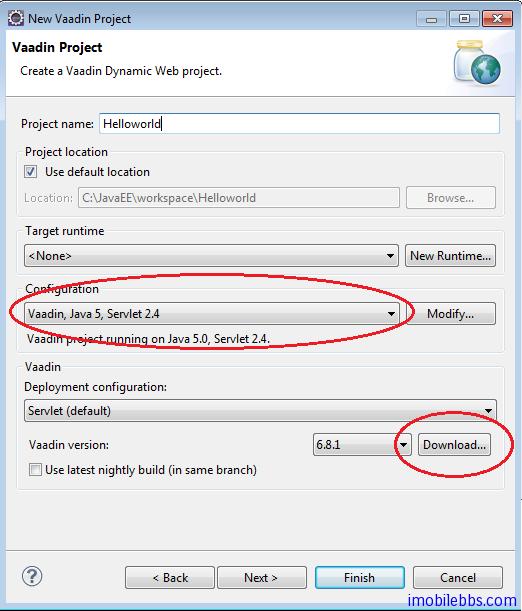 New Vaadin Project
Vaadin Project
Create a Vaadin Dynamic Web project.
Project name: Helloworld
Project location
Use default location
Location: C:\JavaEE\workspace\Helloworld Browse...
Target runtime
<None> New Runtime...
Configuration
Vaadin, Java 5, Servlet 2.4 Modify...
Vaadin project running on Java 5.0, Servlet 2.4.
Vaadin
Deployment configuration:
Servlet (default)
Vaadin version: 6.8.1 Download...
Use latest nightly build (in same branch)
? < Back Next > Finish Cancel
imobilebbs.com